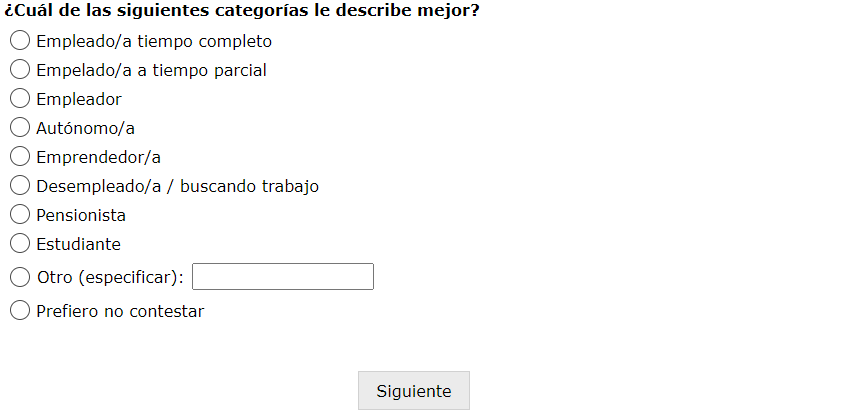 ¿Cuál de las siguientes categorías le describe mejor?
Empleado/a tiempo completo
Empelado/a a tiempo parcial
Empleador
Autónomo/a
Emprendedor/a
Desempleado/a / buscando trabajo
Pensionista
Estudiante
Otro (especificar):
Prefiero no contestar
Siguiente